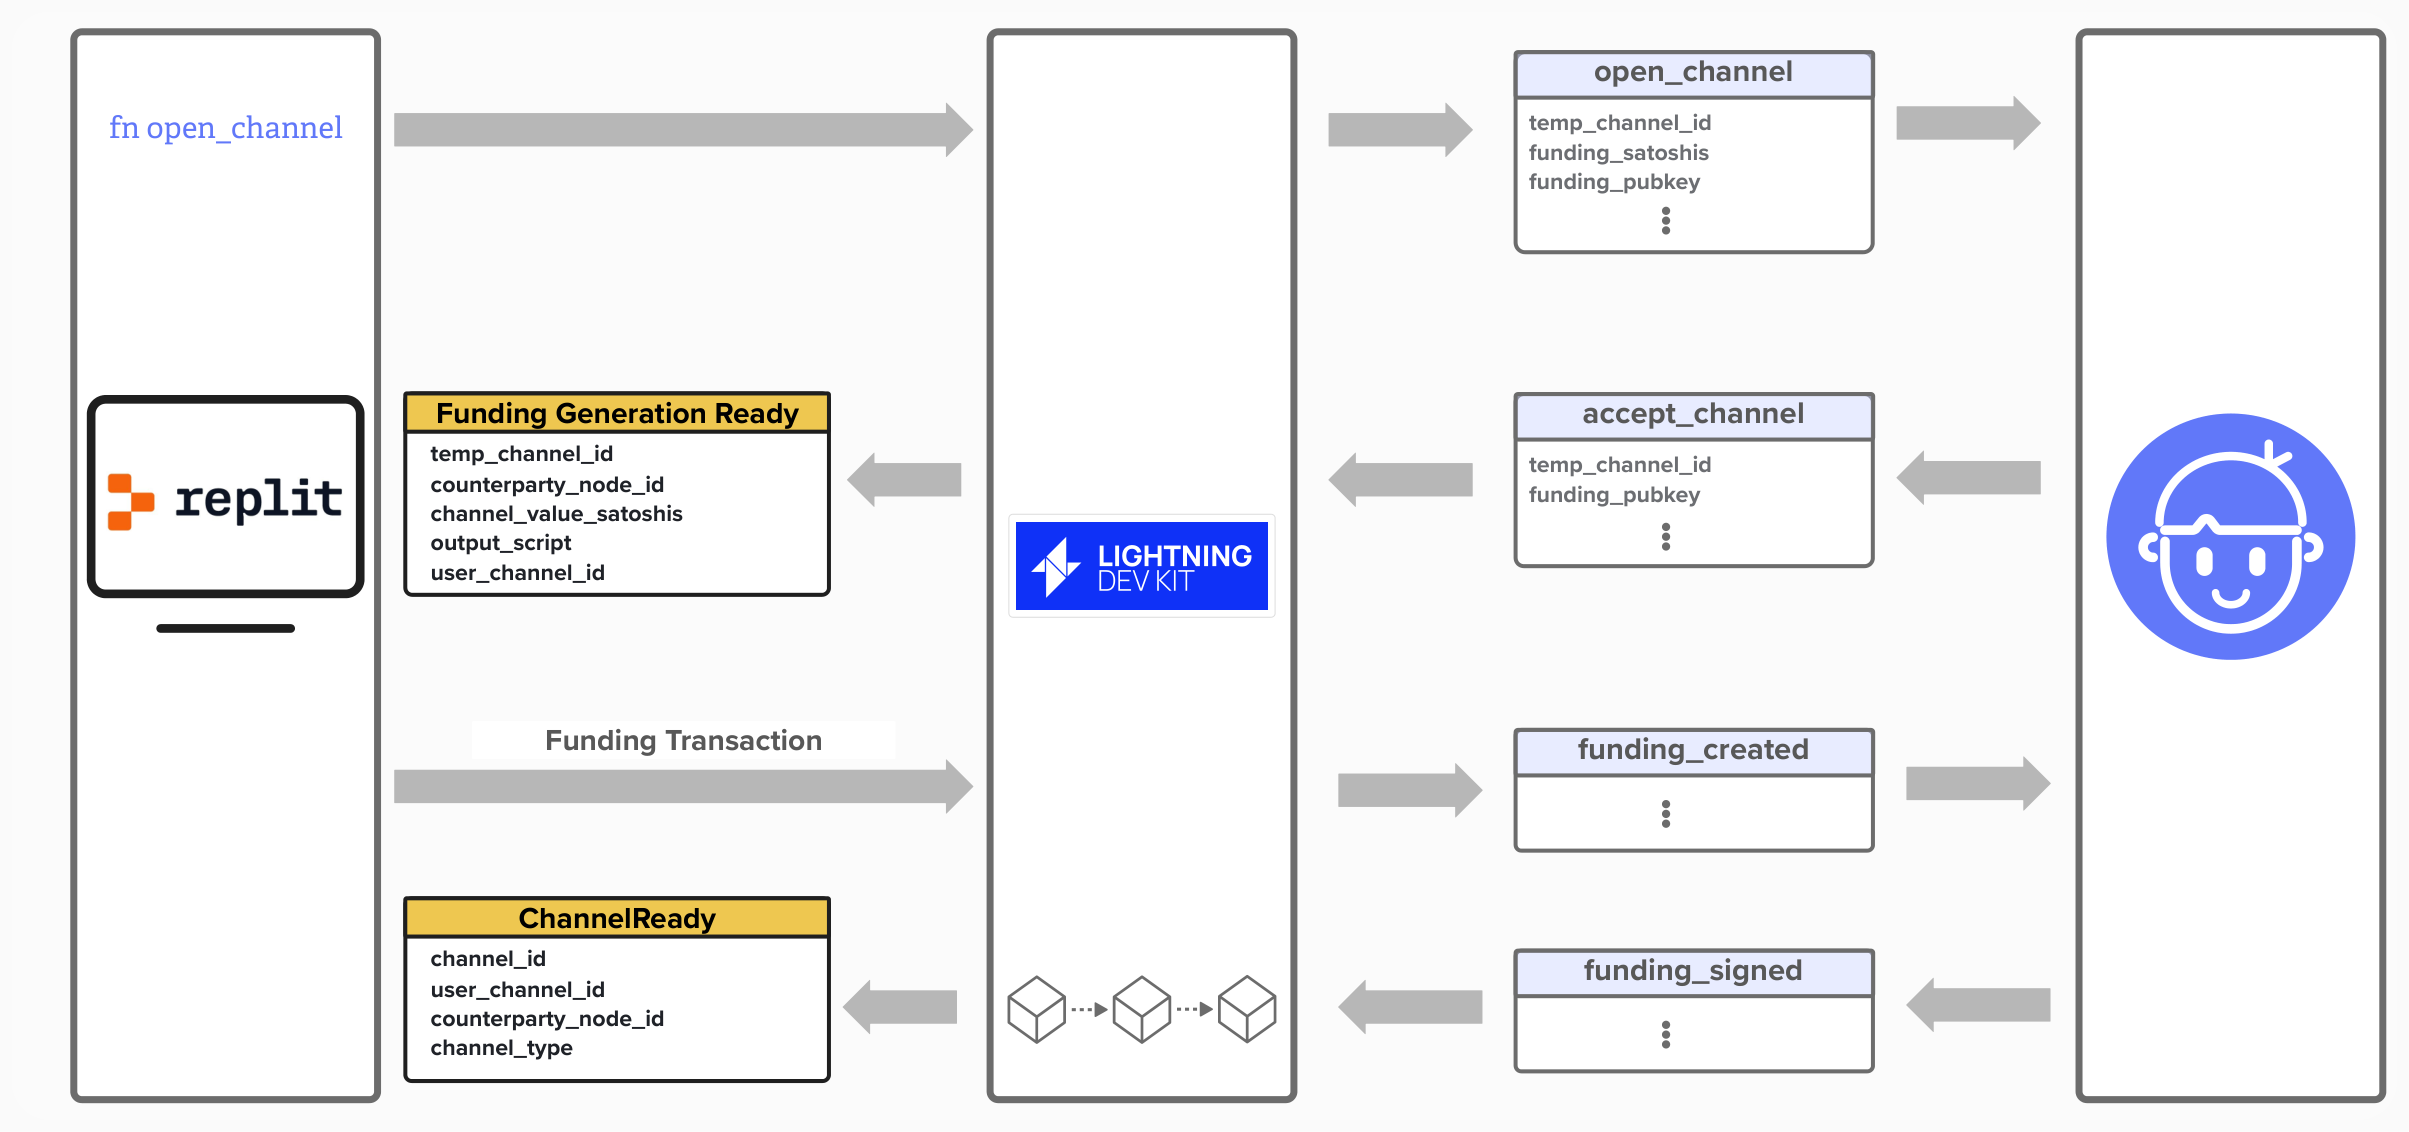 fn open_channel
open_channel
temp_channel_id
funding_satoshis
funding_pubkey
replit
Funding Generation Ready
temp_channel_id
counterparty_node_id
channel_value_satoshis
output_script
user_channel_id
LIGHTNING
DEV KIT
accept_channel
temp_channel_id
funding_pubkey
Funding Transaction
funding_created
ChannelReady
channel_id
user_channel_id
counterparty_node_id
channel_type
funding_signed